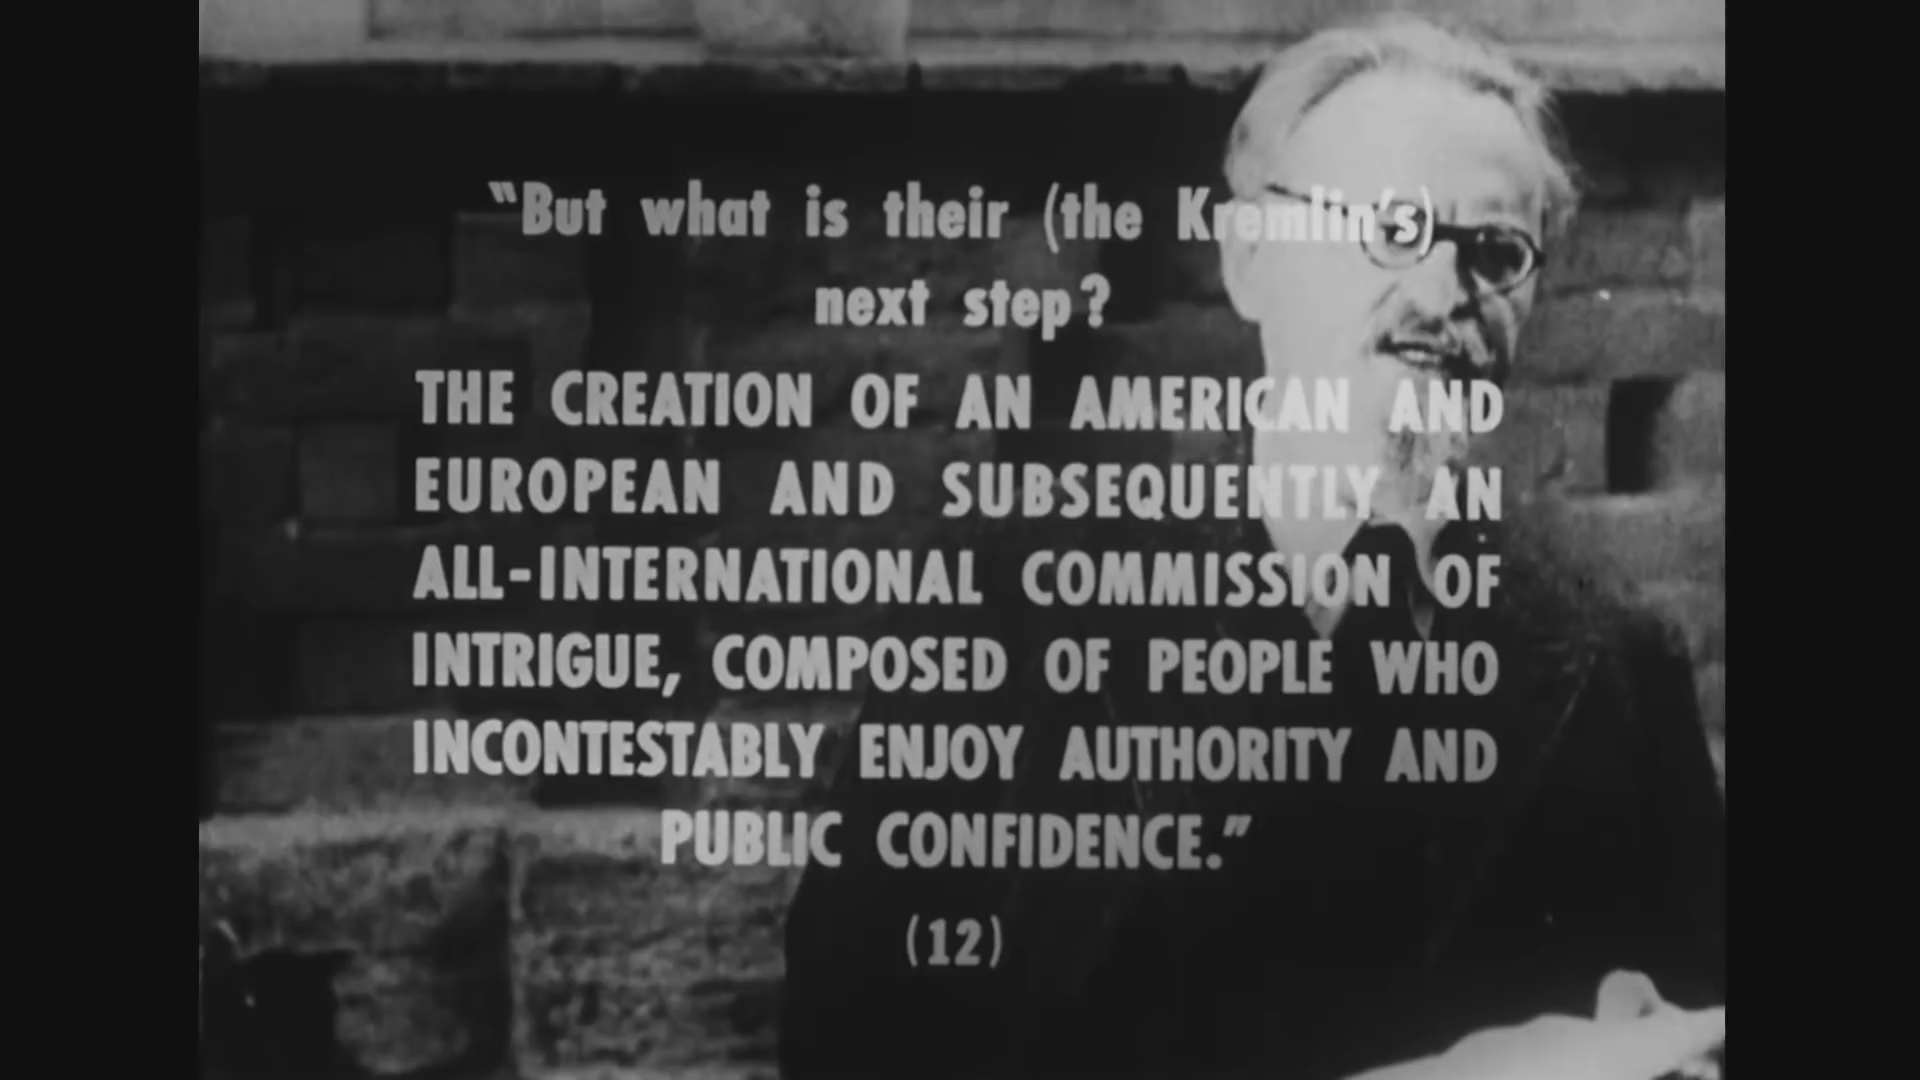 "But what is their (the Kremlin's)
next step?
THE CREATION OF AN AMERICAN AND
EUROPEAN AND SUBSEQUENTLY AN
ALL-INTERNATIONAL COMMISSION OF
INTRIGUE, COMPOSED OF PEOPLE WHO
INCONTESTABLY ENJOY AUTHORITY AND
PUBLIC CONFIDENCE."
(12)